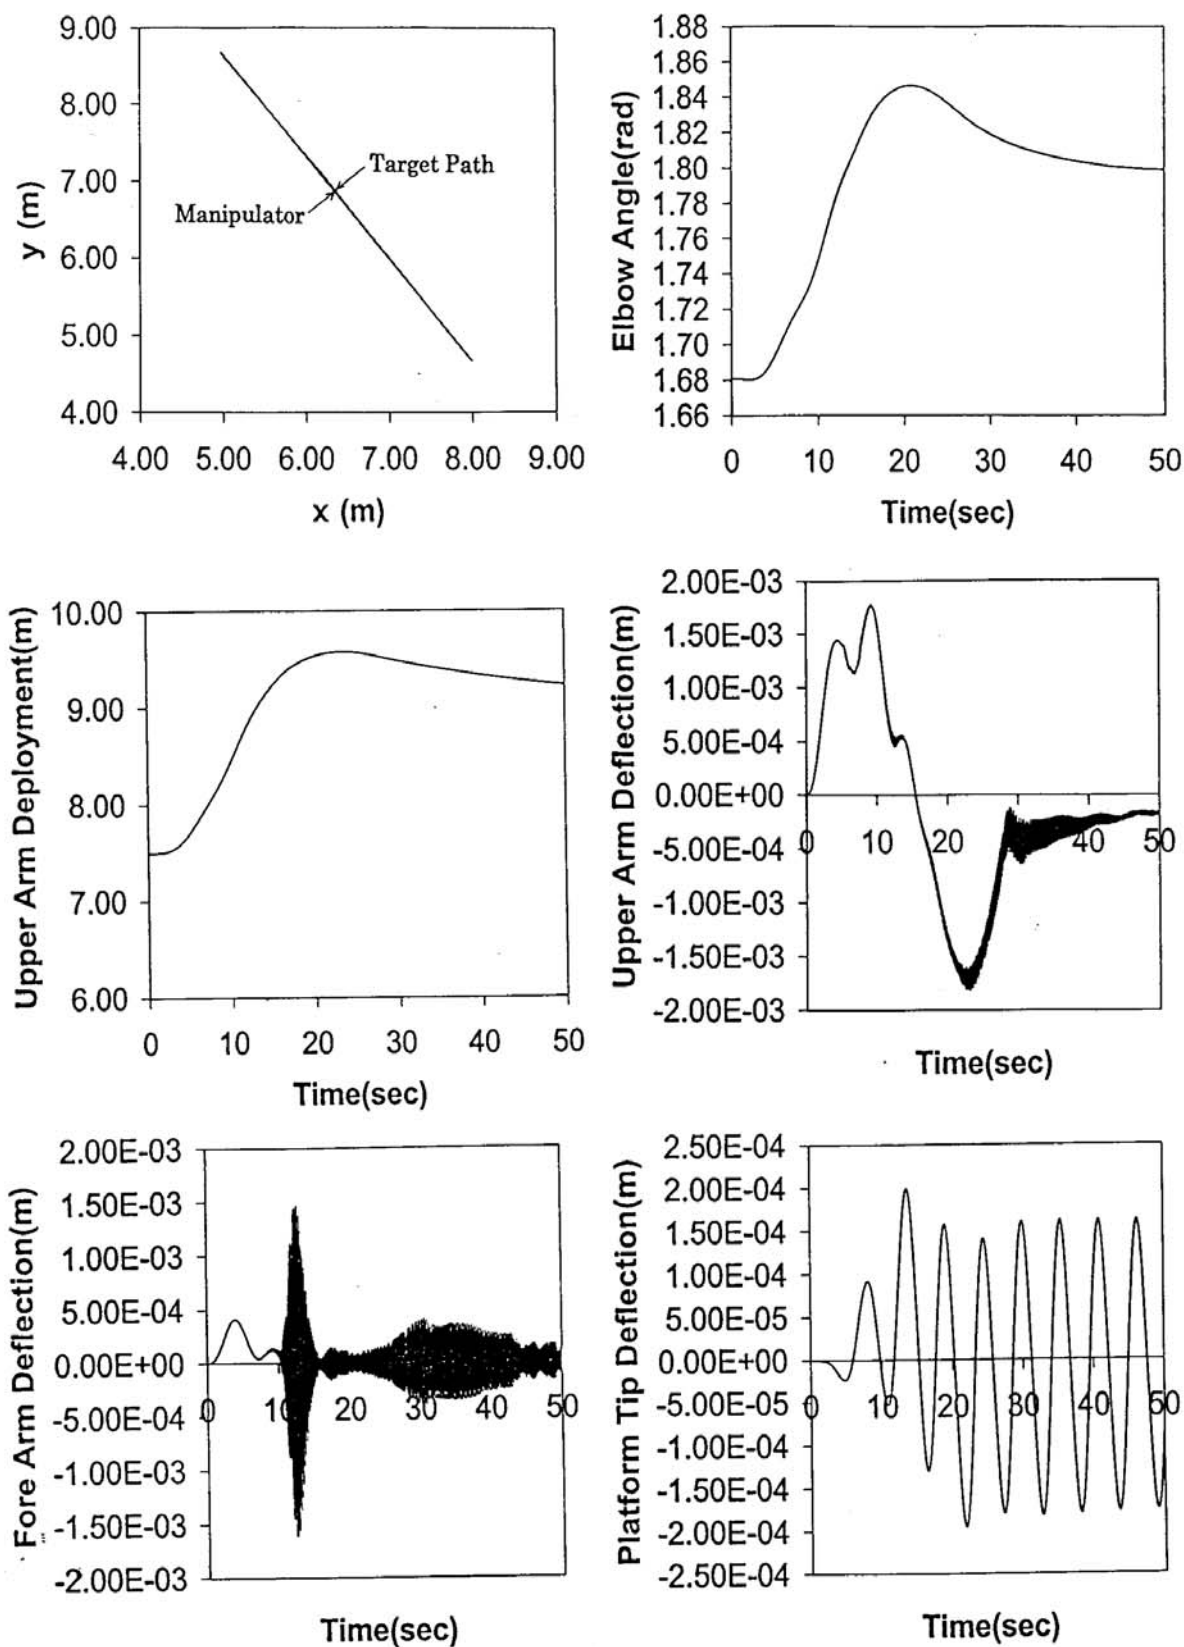 9.00
8.00
7.00
6.00
5.00
4.00
y (m)
Target Path
Manipulator
4.00 5.00 6.00 7.00 8.00 9.00
x (m)
1.88
1.86
1.84
1.82
1.80
1.78
1.76
1.74
1.72
1.70
1.68
1.66
Elbow Angle(rad)
0 10 20 30 40 50
Time(sec)
10.00
9.00
8.00
7.00
6.00
Upper Arm Deployment(m)
0 10 20 30 40 50
Time(sec)
2.00E-03
1.50E-03
1.00E-03
5.00E-04
0.00E+00
-5.00E-04
-1.00E-03
-1.50E-03
-2.00E-03
Upper Arm Deflection(m)
0 10 20 30 40 50
Time(sec)
2.00E-03
1.50E-03
1.00E-03
5.00E-04
0.00E+00
-5.00E-04
-1.00E-03
-1.50E-03
-2.00E-03
Fore Arm Deflection(m)
0 10 20 30 40 50
Time(sec)
2.50E-04
2.00E-04
1.50E-04
1.00E-04
5.00E-05
0.00E+00
-5.00E-05
-1.00E-04
-1.50E-04
-2.00E-04
-2.50E-04
Platform Tip Deflection(m)
0 10 20 30 40 50
Time(sec)